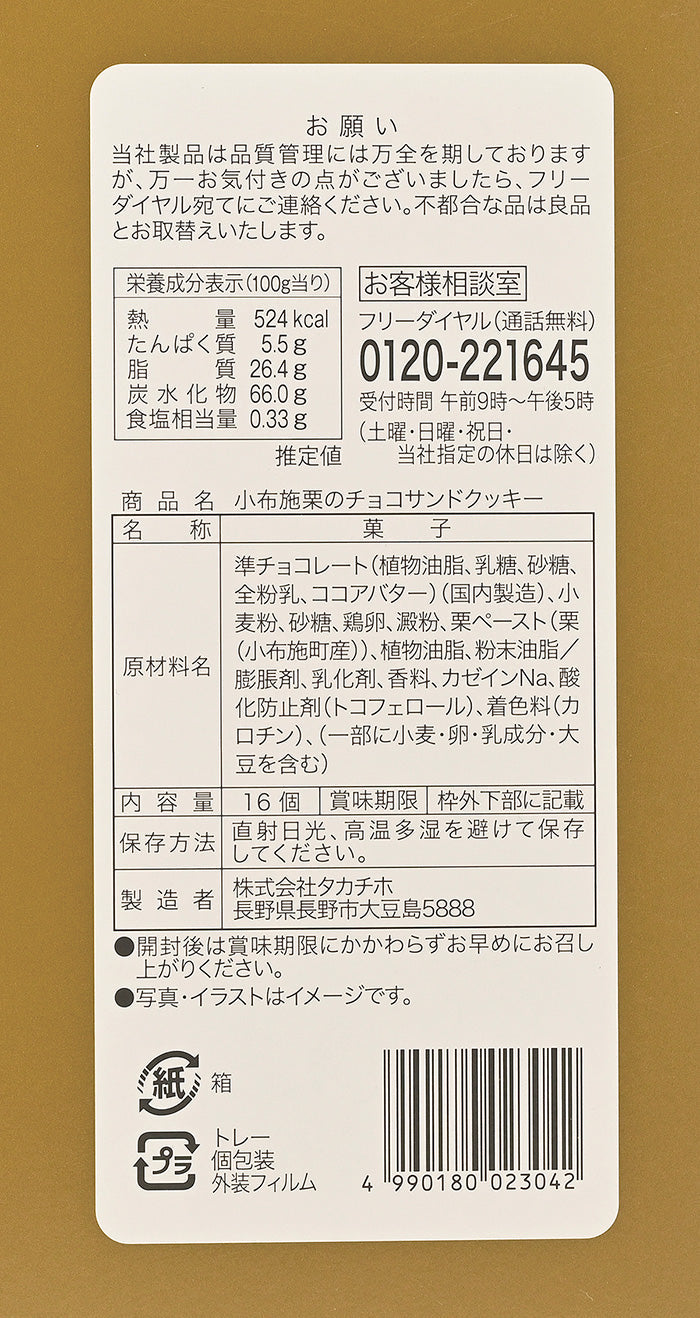 お願い
当社製品は品質管理には万全を期しております
が、万一お気付きの点がございましたら、フリー
ダイヤル宛てにご連絡ください。不都合な品は良品
とお取替えいたします。
栄養成分表示(100g当り)
熱量 524kcal
たんぱく質 5.5g
脂質 26.4g
炭水化物 66.0g
食塩相当量 0.33g
推定値
お客様相談室
フリーダイヤル(通話無料)
0120-221645
受付時間 午前9時〜午後5時
(土曜・日曜・祝日・
当社指定の休日は除く)
商品名 小布施栗のチョコサンドクッキー
名称 菓子
原材料名
準チョコレート(植物油脂、乳糖、砂糖、
全粉乳、ココアバター)(国内製造)、小
麦粉、砂糖、鶏卵、澱粉、栗ペースト(栗
(小布施町産))、植物油脂、粉末油脂/
膨脹剤、乳化剤、香料、カゼインNa、酸
化防止剤(トコフェロール)、着色料(カ
ロチン)、(一部に小麦・卵・乳成分・大
豆を含む)
内容量 16個 賞味期限 枠外下部に記載
保存方法
直射日光、高温多湿を避けて保存
してください。
製造者
株式会社タカチホ
長野県長野市大豆島5888
●開封後は賞味期限にかかわらずお早めにお召し
上がりください。
●写真・イラストはイメージです。
紙 箱
プラ
トレー
個包装
外装フィルム
4 990180 023042